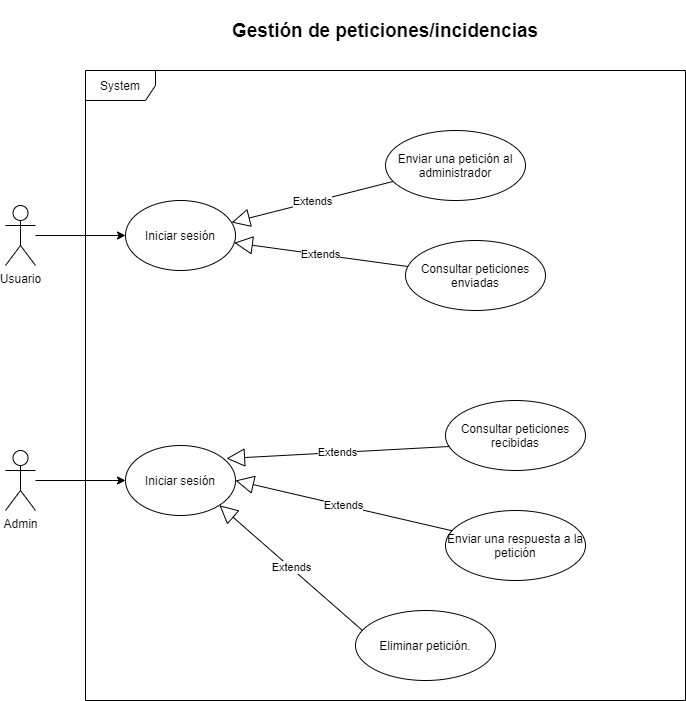 Gestión de peticiones/incidencias
System
Enviar una petición al
administrador
Extends
Iniciar sesión
Extends
Consultar peticiones
enviadas
Usuario
Consultar peticiones
recibidas
Extends
Iniciar sesión
Extends
Admin
Enviar una respuesta a la
petición
Extends
Eliminar petición.